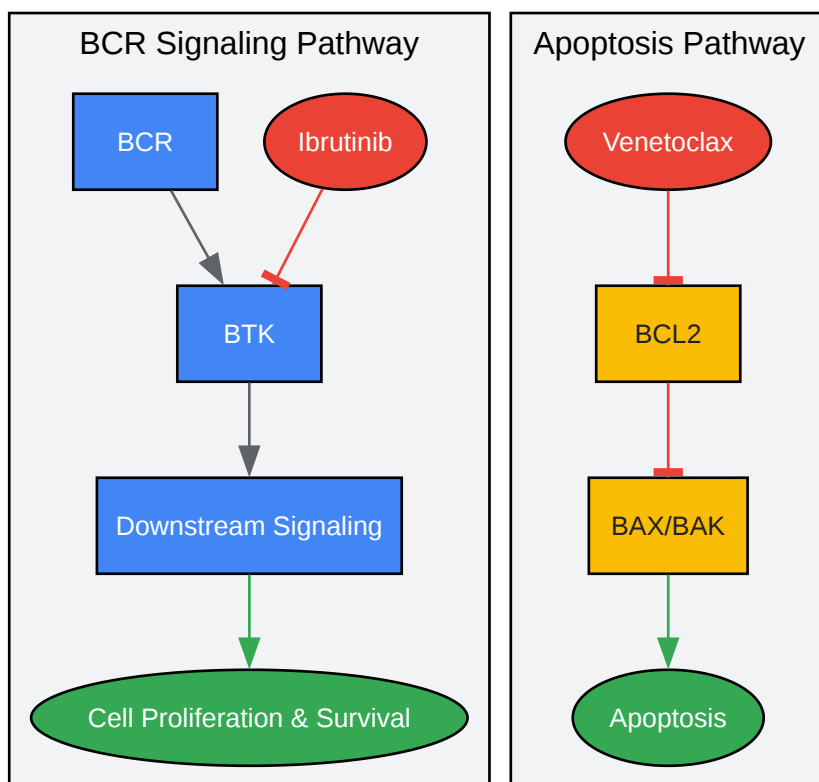 BCR Signaling Pathway
BCR
Ibrutinib
BTK
Downstream Signaling
Cell Proliferation & Survival
Apoptosis Pathway
Venetoclax
BCL2
BAX/BAK
Apoptosis